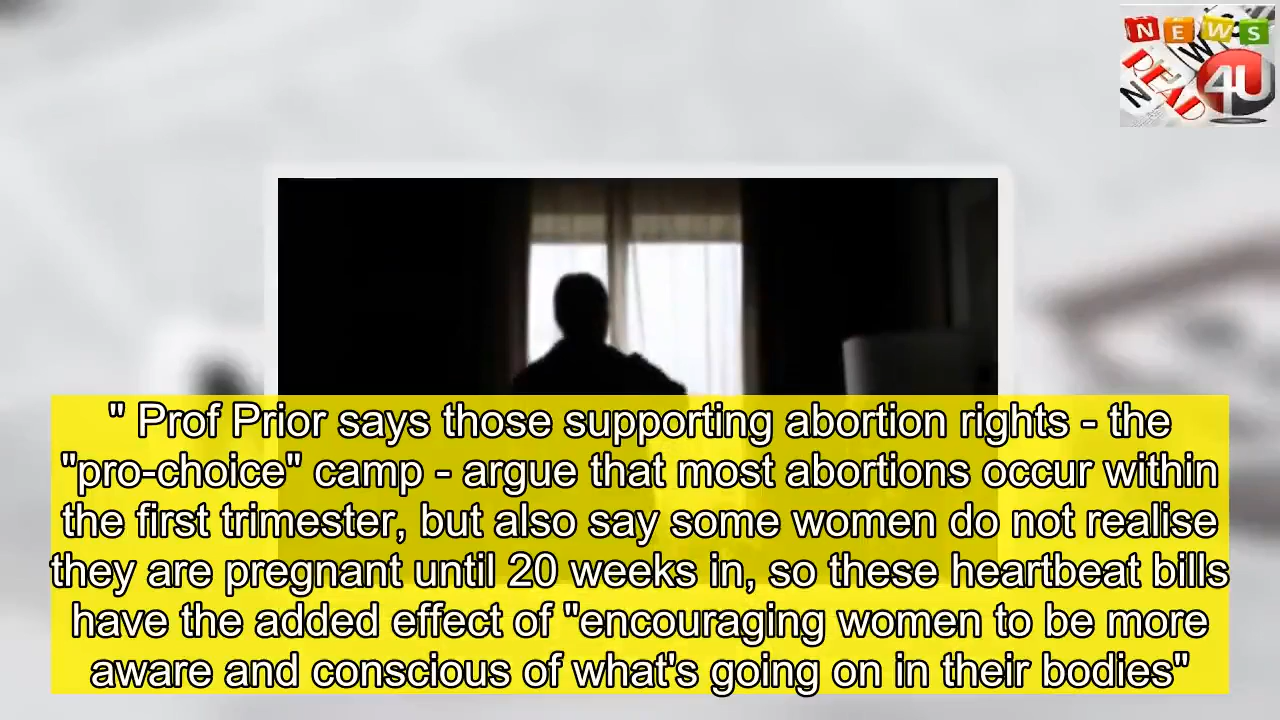 NEWS
READ
4U
" Prof Prior says those supporting abortion rights - the
"pro-choice" camp - argue that most abortions occur within
the first trimester, but also say some women do not realise
they are pregnant until 20 weeks in, so these heartbeat bills
have the added effect of "encouraging women to be more
aware and conscious of what's going on in their bodies"